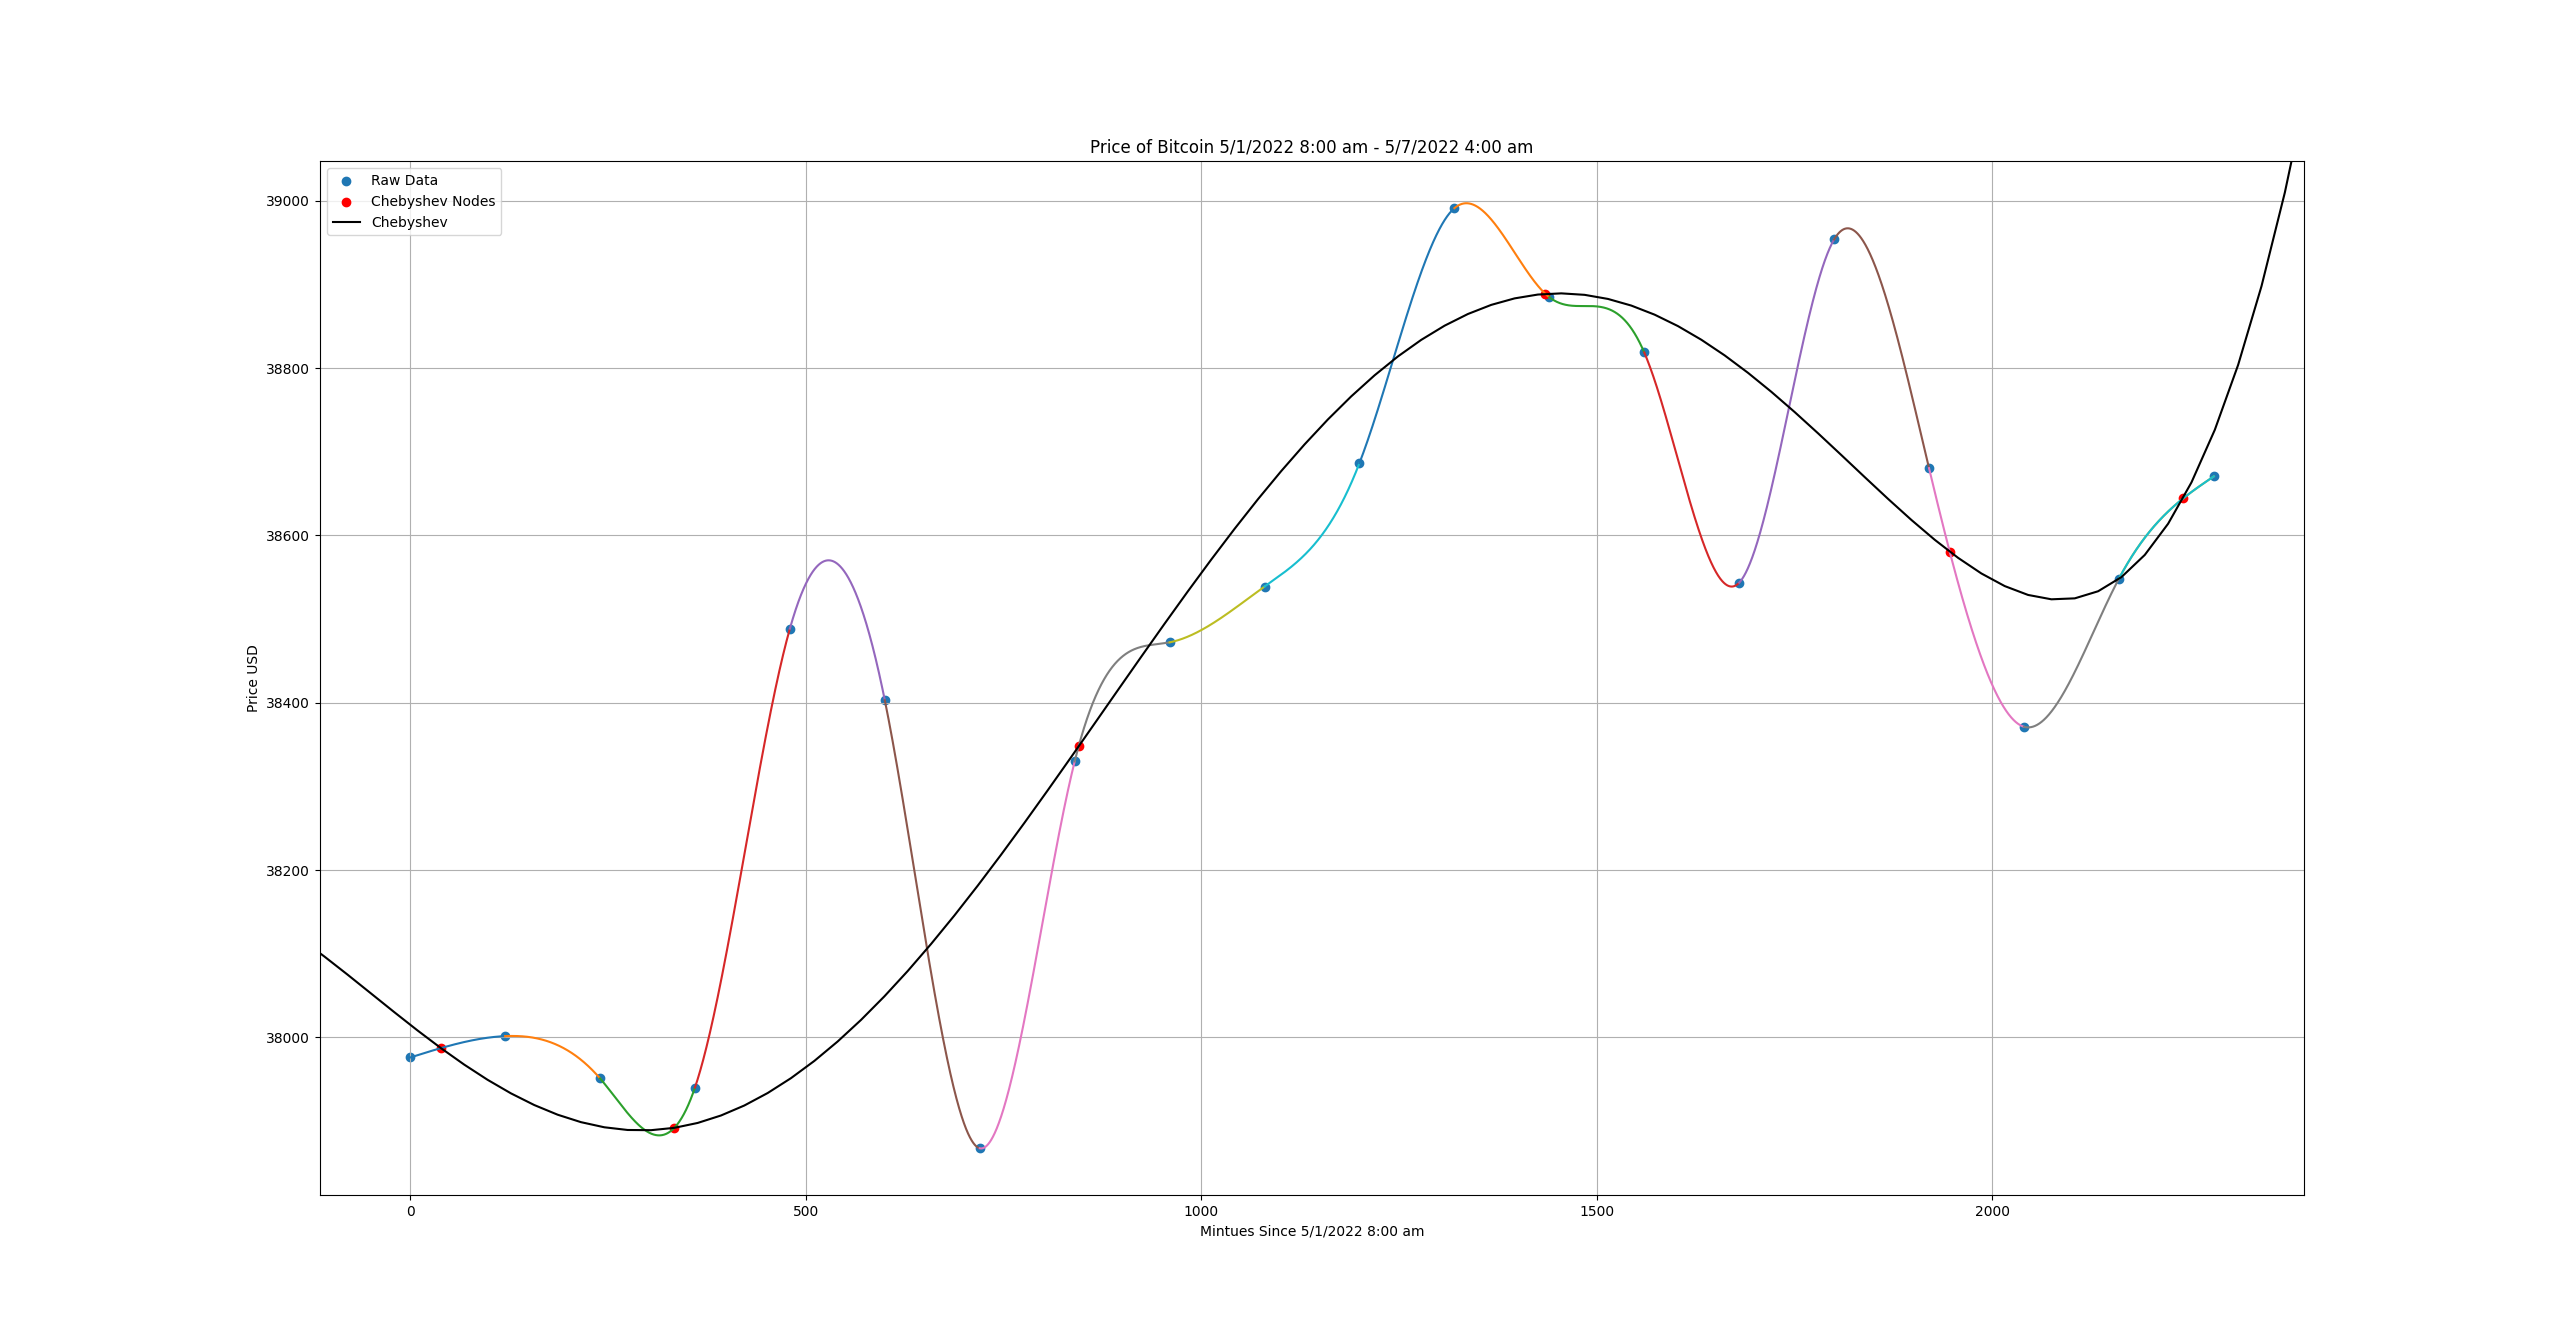 Price of Bitcoin 5/1/2022 8:00 am - 5/7/2022 4:00 am
Raw Data
Chebyshev Nodes
Chebyshev
39000
38800
38600
38400
38200
38000
Price USD
0 500 1000 1500 2000
Mintues Since 5/1/2022 8:00 am